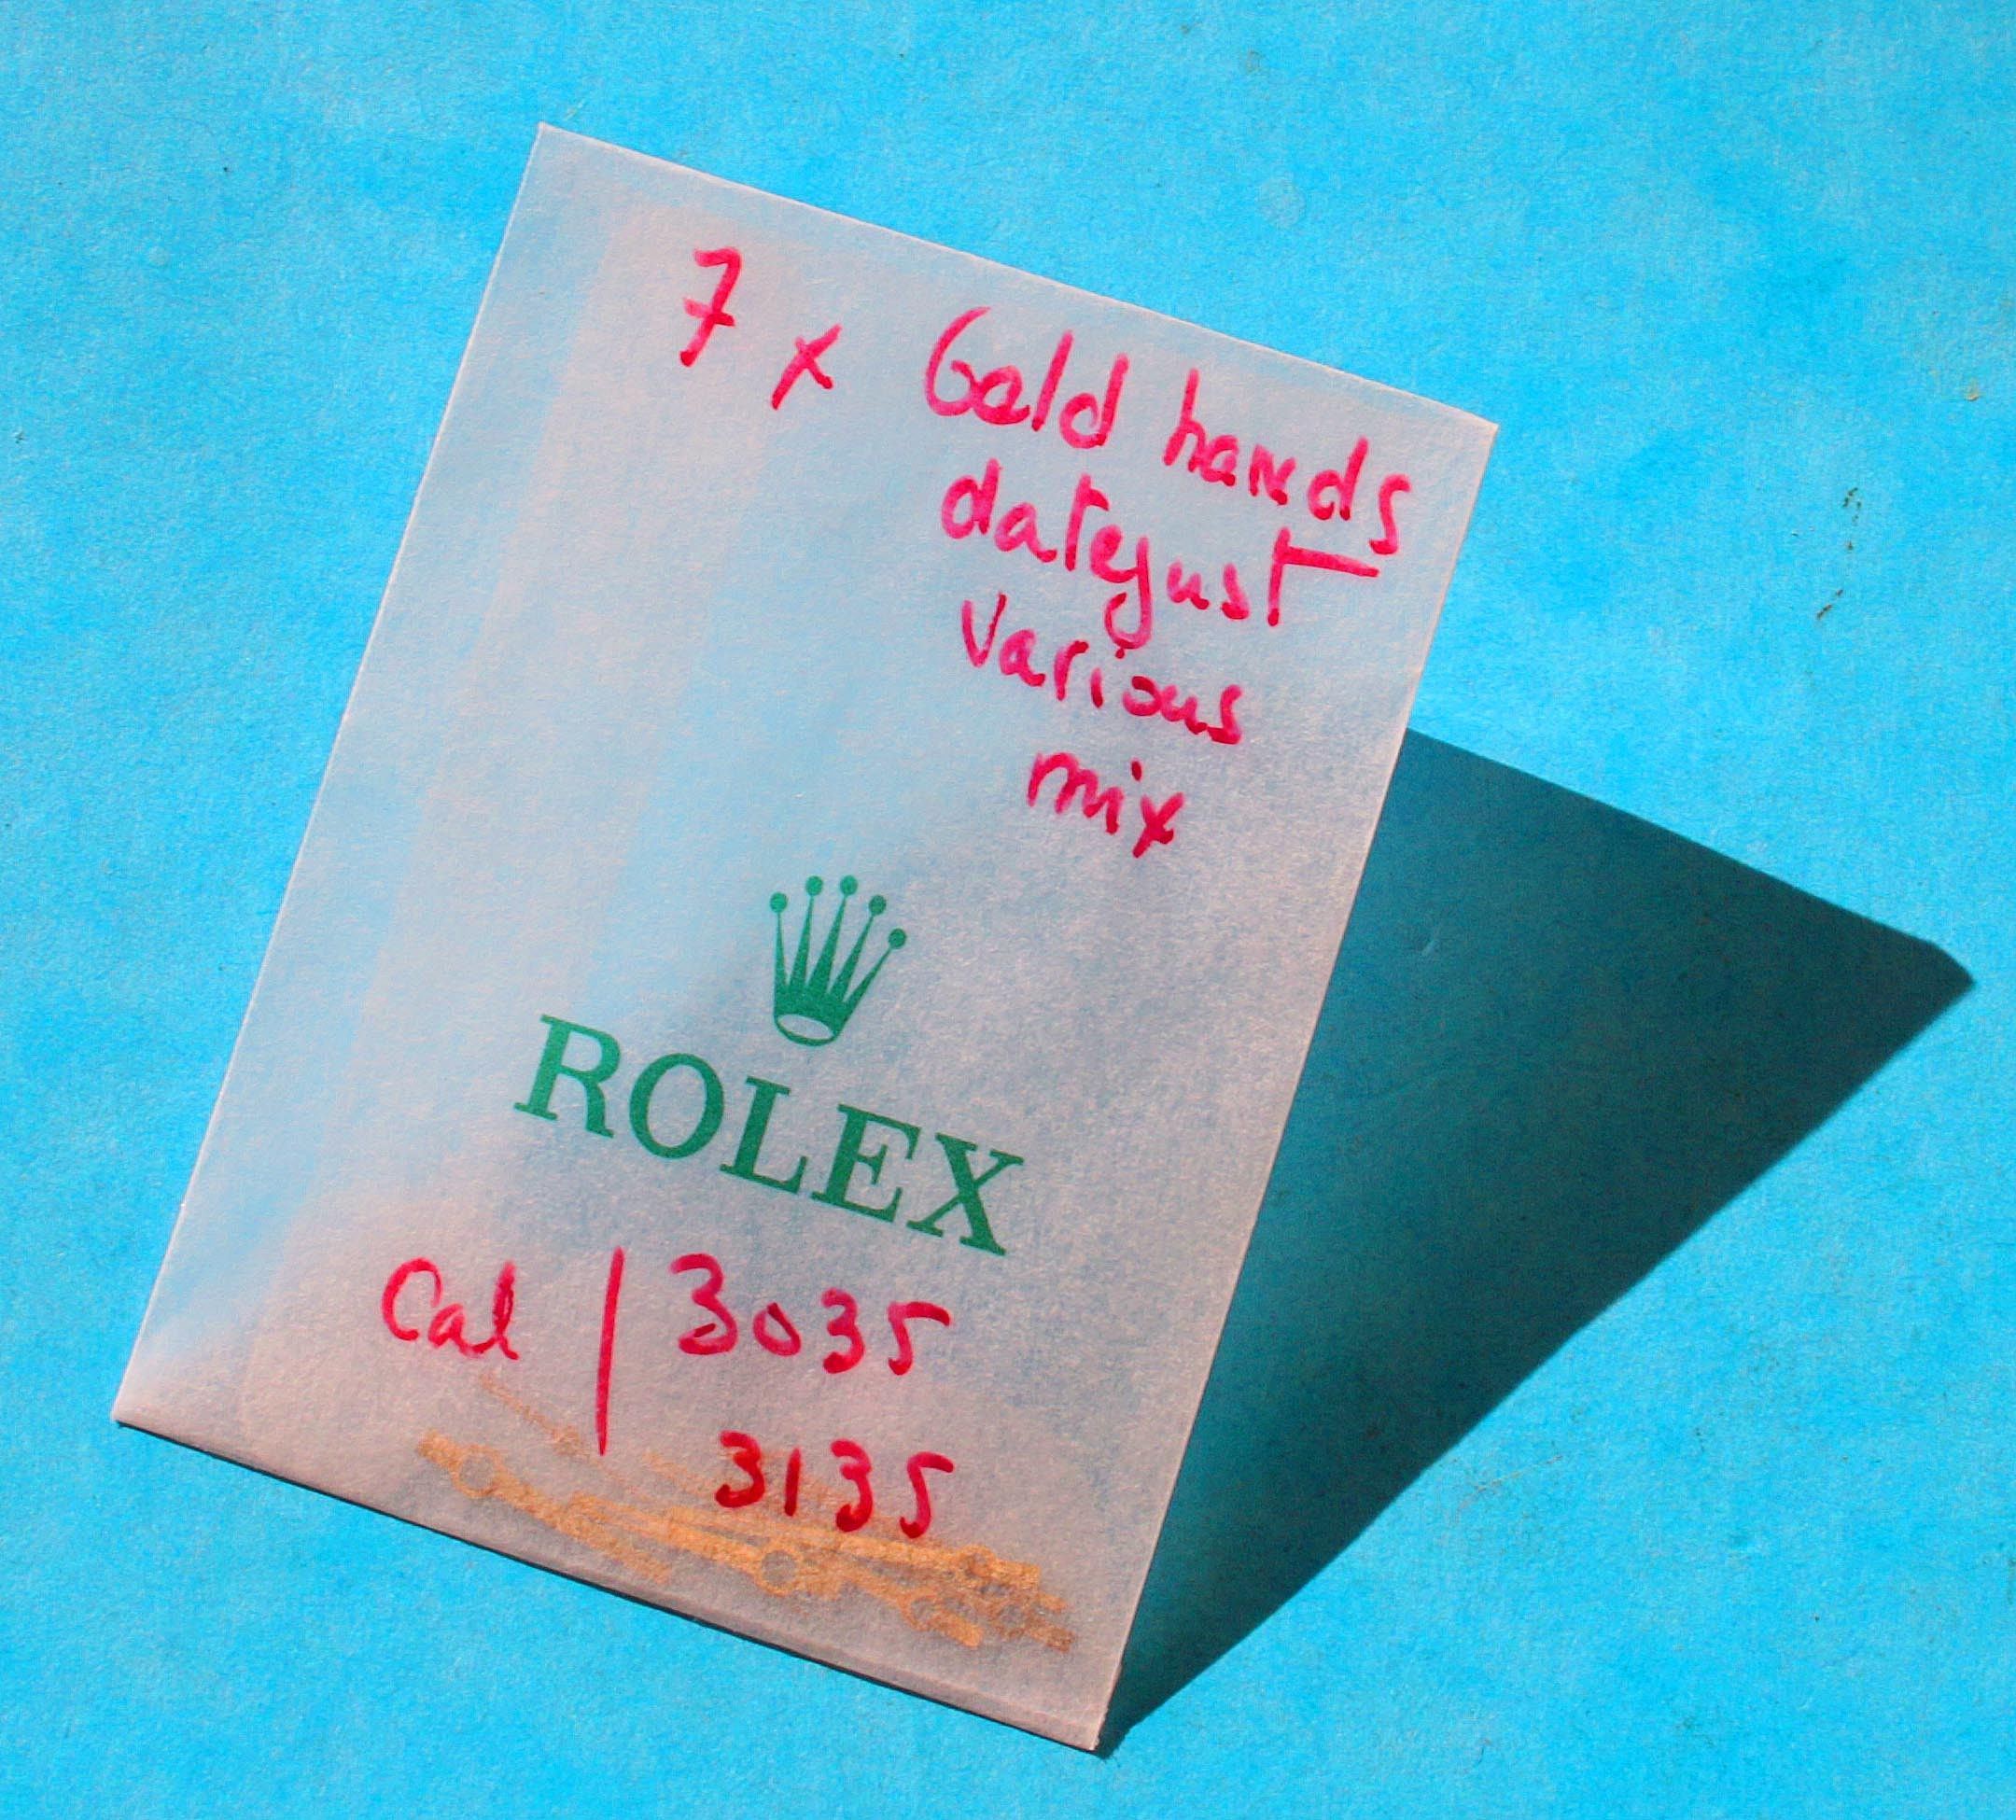 7 x Gold hands
datejust
various
mix
ROLEX
Cal | 3035
3135